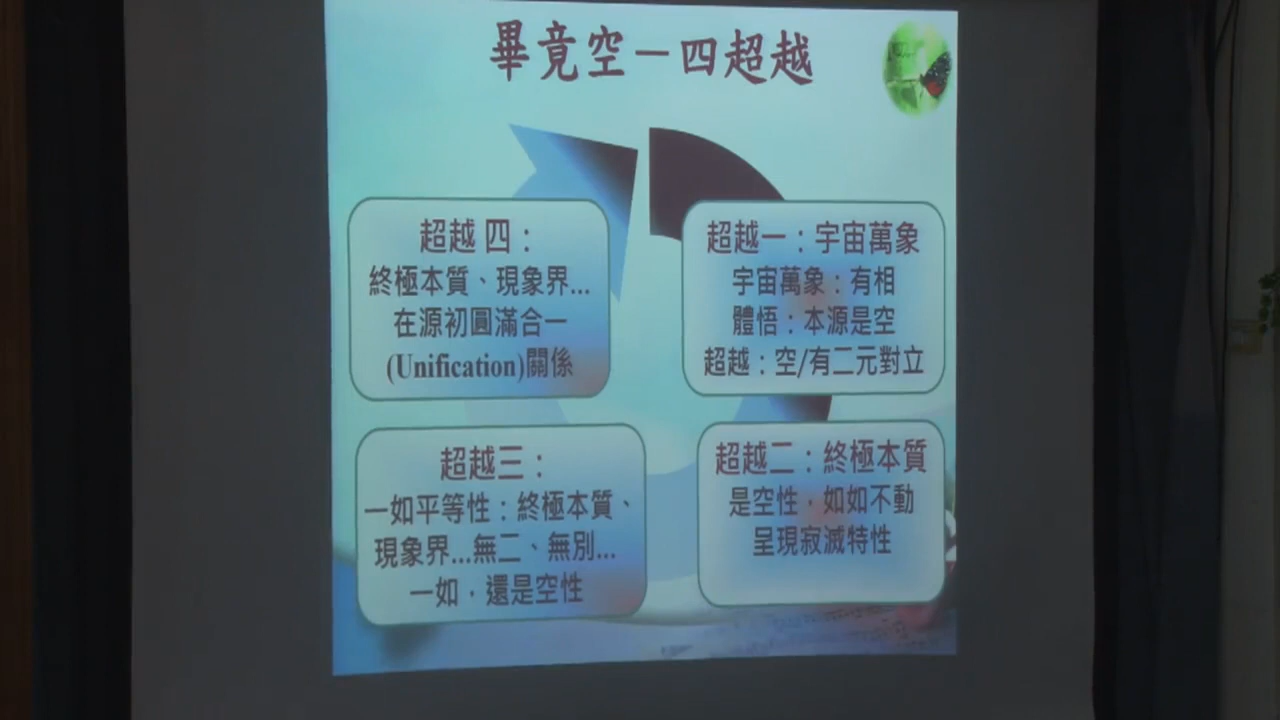 畢竟空－四超越
超越一：宇宙萬象
宇宙萬象：有相
體悟：本源是空
超越：空/有二元對立
超越二：終極本質
是空性，如如不動
呈現寂滅特性
超越三：
一如平等性：終極本質、
現象界...無二、無別...
一如，還是空性
超越 四：
終極本質、現象界...
在源初圓滿合一
(Unification)關係